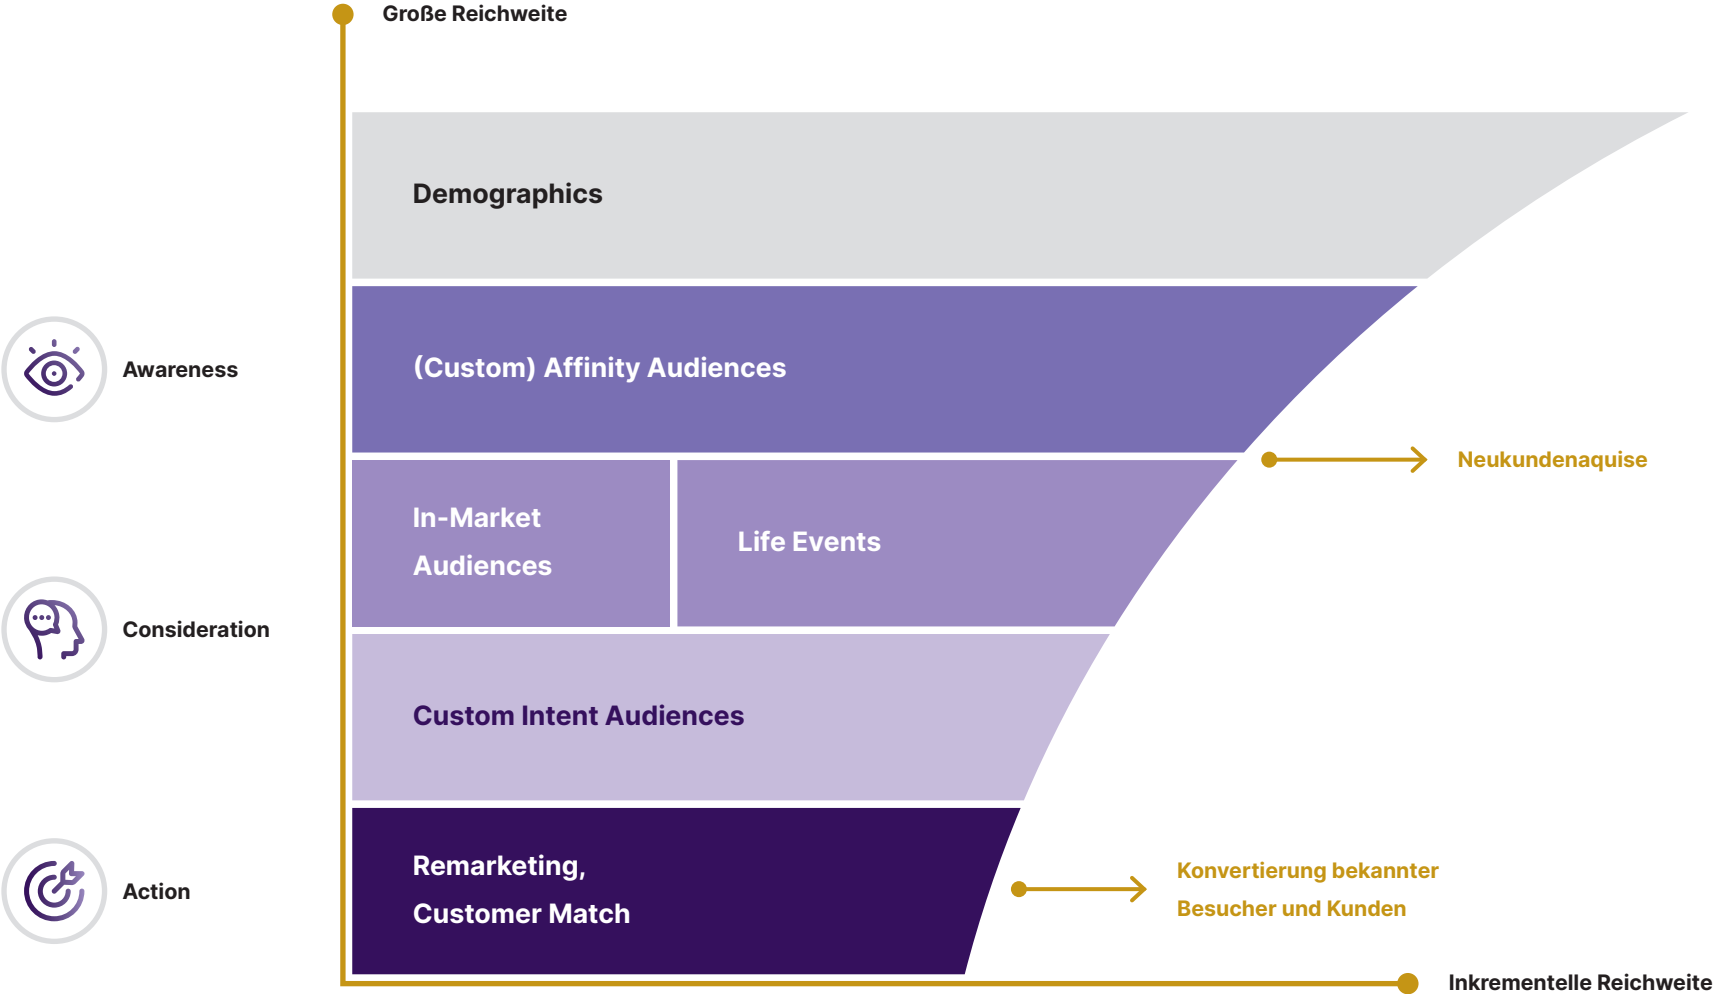 Große Reichweite
Demographics
Awareness
(Custom) Affinity Audiences
Neukundenaquise
In-Market
Audiences
Life Events
Consideration
Custom Intent Audiences
Action
Remarketing,
Customer Match
Konvertierung bekannter
Besucher und Kunden
Inkrementelle Reichweite